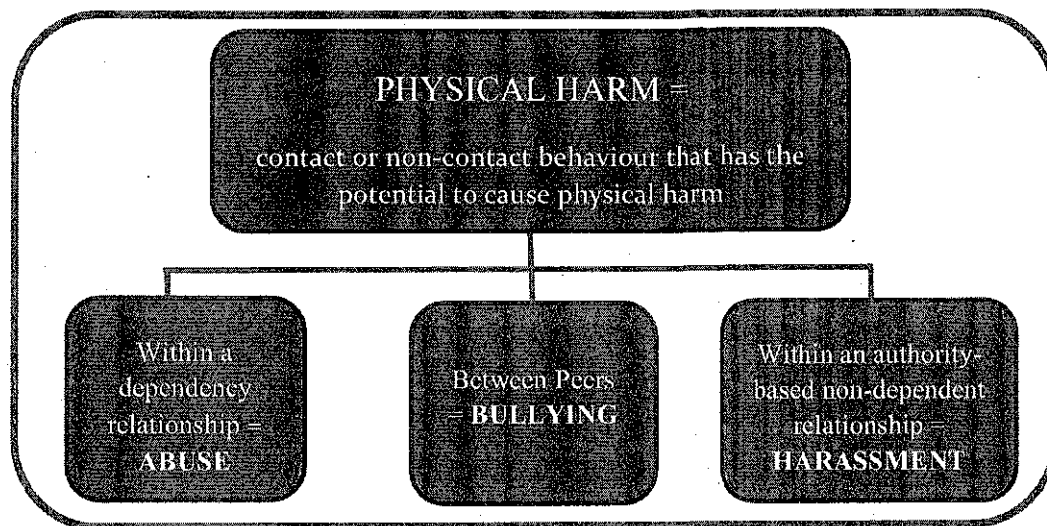 PHYSICAL HARM =
contact or non-contact behaviour that has the
potential to cause physical harm
Within a
dependency
relationship =
ABUSE
Between Peers
= BULLYING
Within an authority-
based non-dependent
relationship =
HARASSMENT